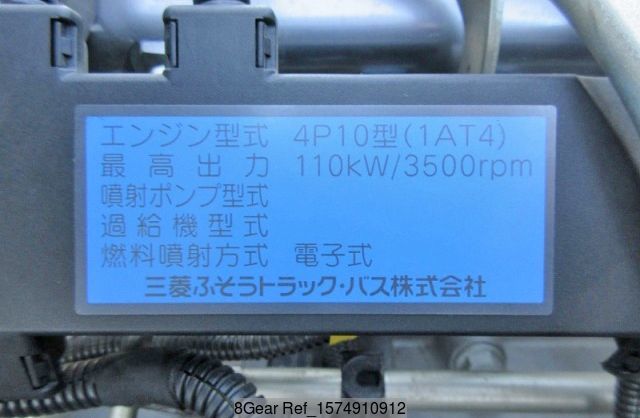 エンジン型式 4P10型(1AT4)
最高出力 110kW/3500rpm
噴射ポンプ型式
過給機型式
燃料噴射方式 電子式
三菱ふそうトラック・バス株式会社
8Gear Ref_1574910912